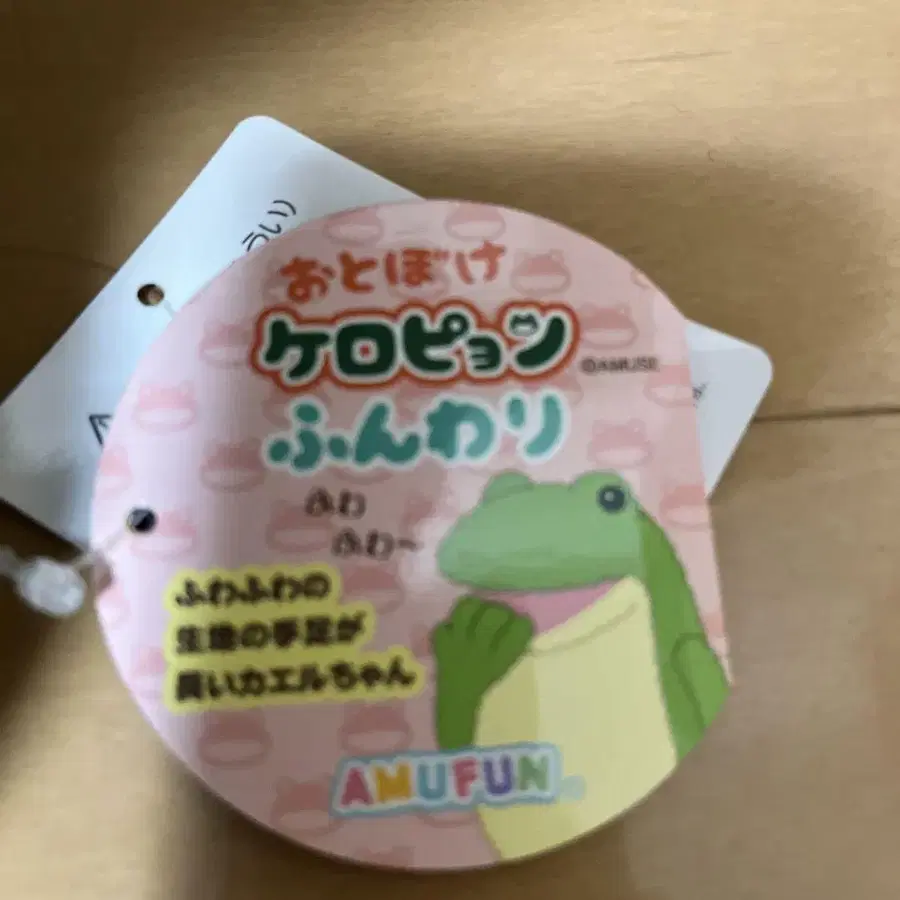 おとぼけ
ケロピョン
©AMUSE
ふんわり
ふわ
ふわ〜
ふわふわの
生地の手足が
長いカエルちゃん
AMUFUN